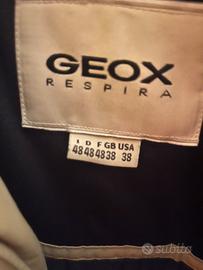 GEOX
RESPIRA
I D F GB USA
48 48 48 38 38
subito